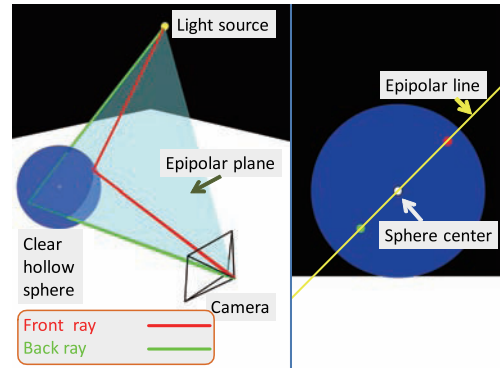 Light source
Epipolar plane
Clear
hollow
sphere
Camera
Front ray
Back ray
Epipolar line
Sphere center